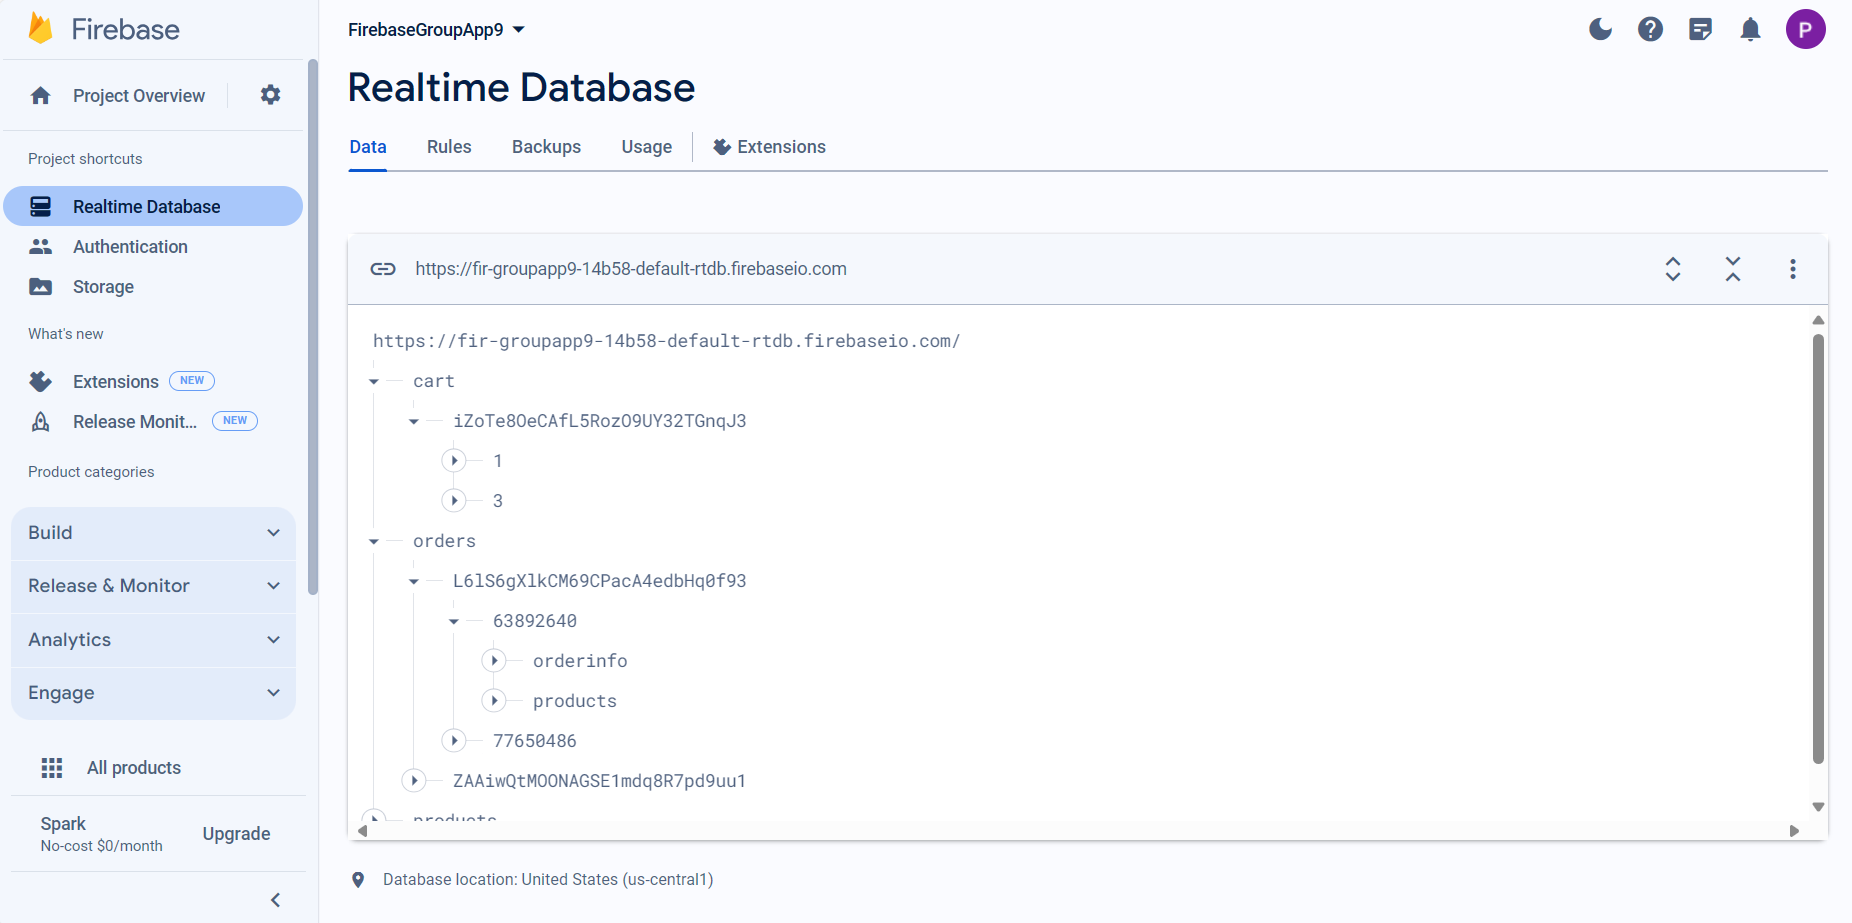 Firebase
Project Overview
Project shortcuts
Realtime Database
Authentication
Storage
What's new
Extensions NEW
Release Monit... NEW
Product categories
Build
Release & Monitor
Analytics
Engage
All products
Spark
No-cost $0/month
Upgrade
FirebaseGroupApp9
P
Realtime Database
Data Rules Backups Usage Extensions
https://fir-groupapp9-14b58-default-rtdb.firebaseio.com
https://fir-groupapp9-14b58-default-rtdb.firebaseio.com/
cart
iZoTe8OeCAfL5RozO9UY32TGnqJ3
1
3
orders
L6lS6gXlkCM69CPacA4edbHq0f93
63892640
orderinfo
products
77650486
ZAAiwQtMOONAGSE1mdq8R7pd9uu1
products
Database location: United States (us-central1)